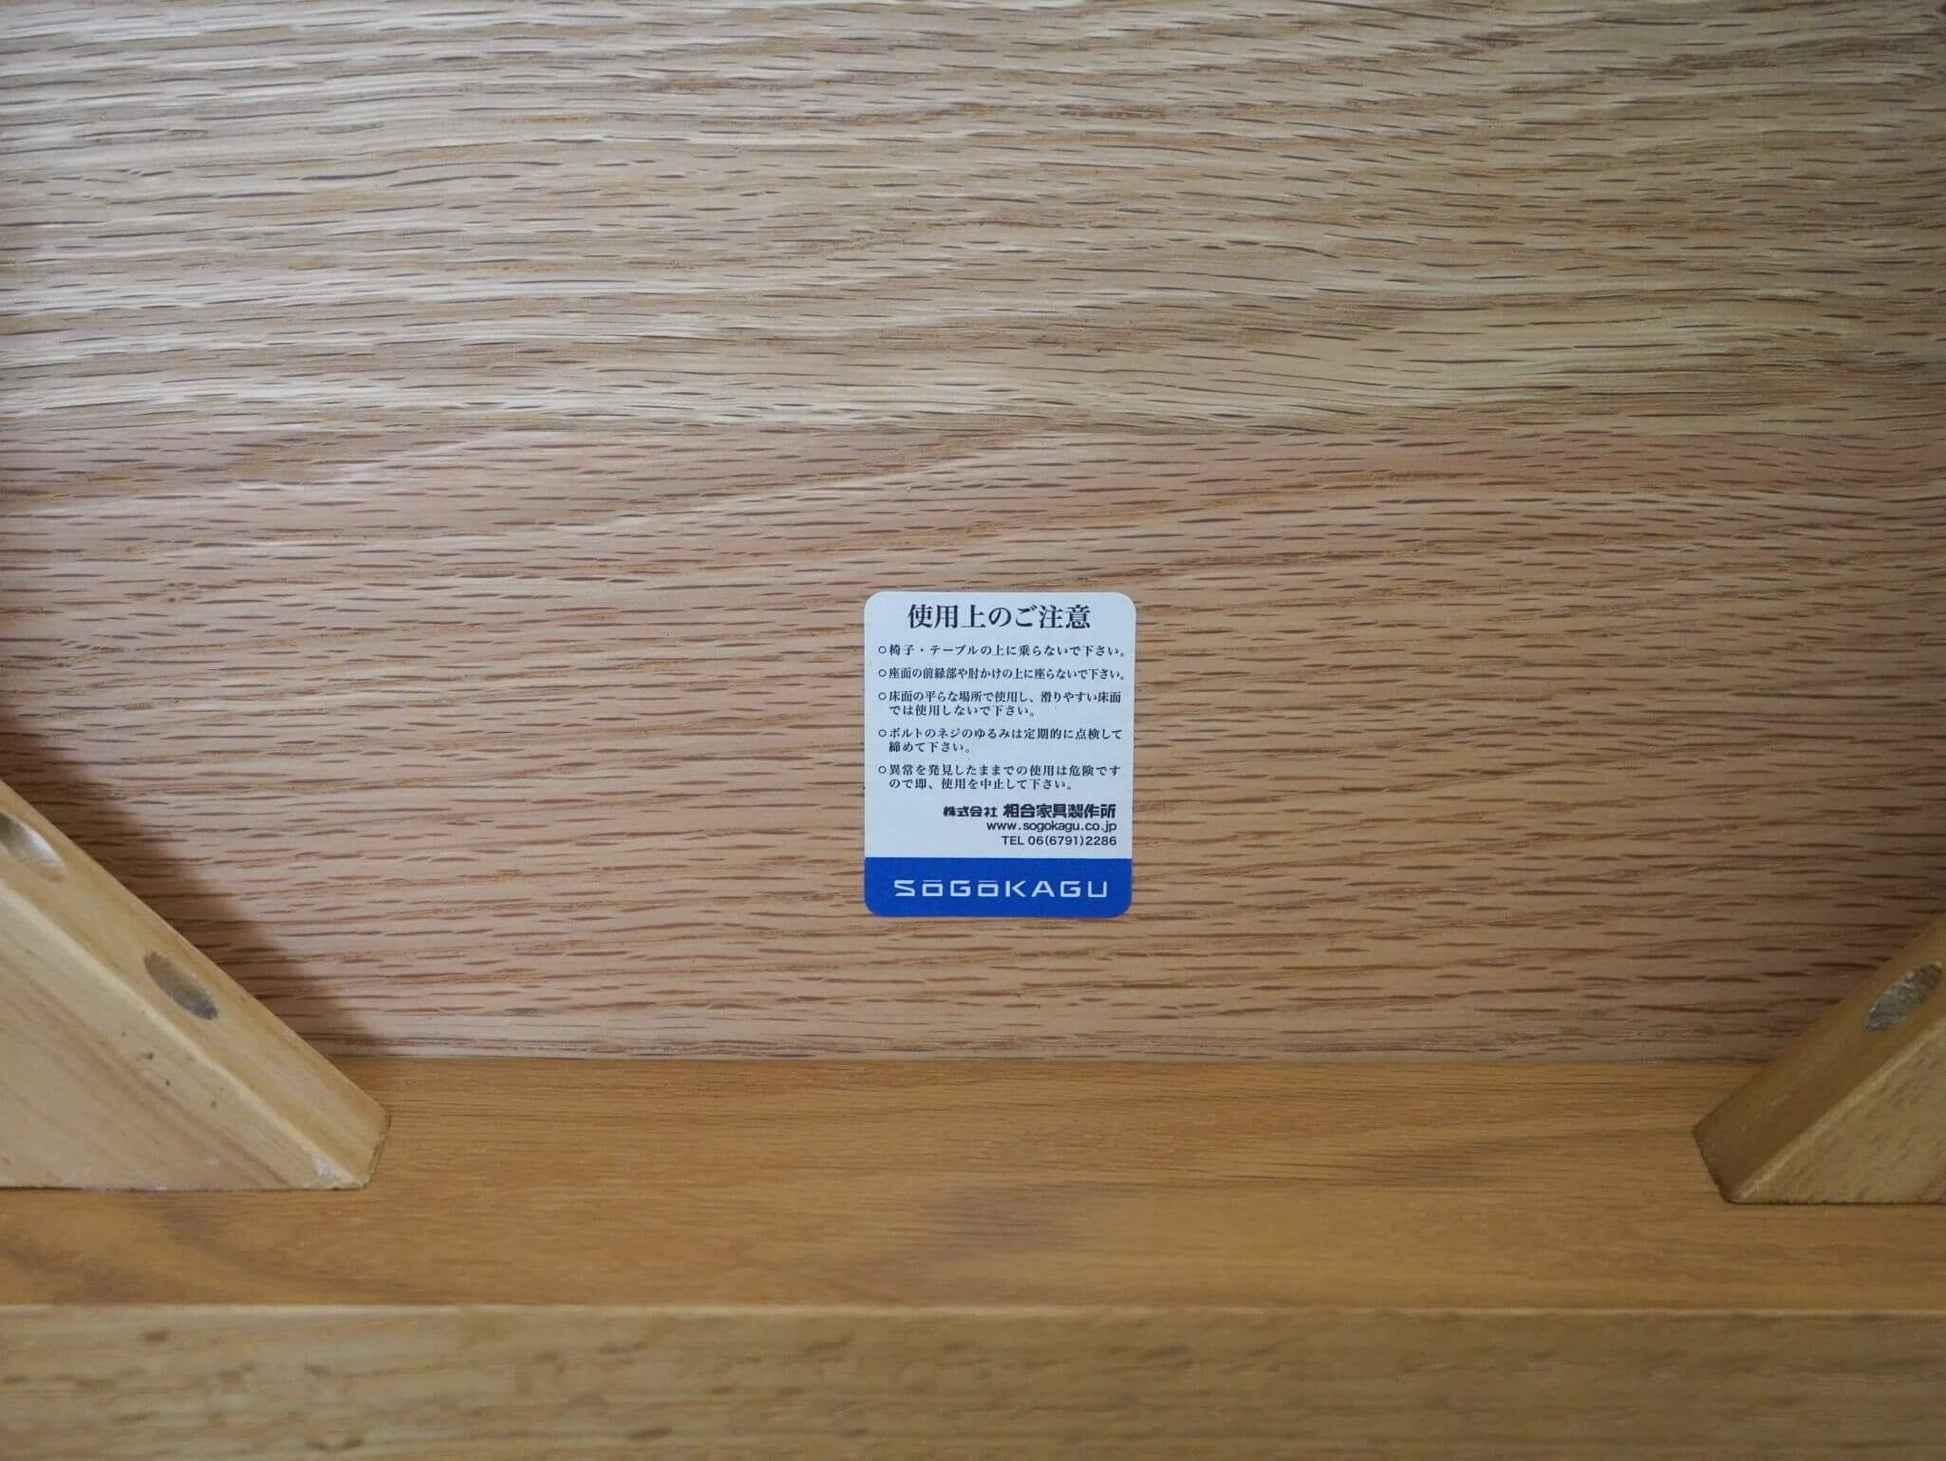 使用上のご注意
○椅子・テーブルの上に乗らないで下さい。
○座面の前縁部や肘かけの上に座らないで下さい。
○床面の平らな場所で使用し、滑りやすい床面
では使用しないで下さい。
○ボルトのネジのゆるみは定期的に点検して
締めて下さい。
○異常を発見したままでの使用は危険です
ので即、使用を中止して下さい。
株式会社 相合家具製作所
www.sogokagu.co.jp
TEL 06(6791)2286
SōGōKAGU